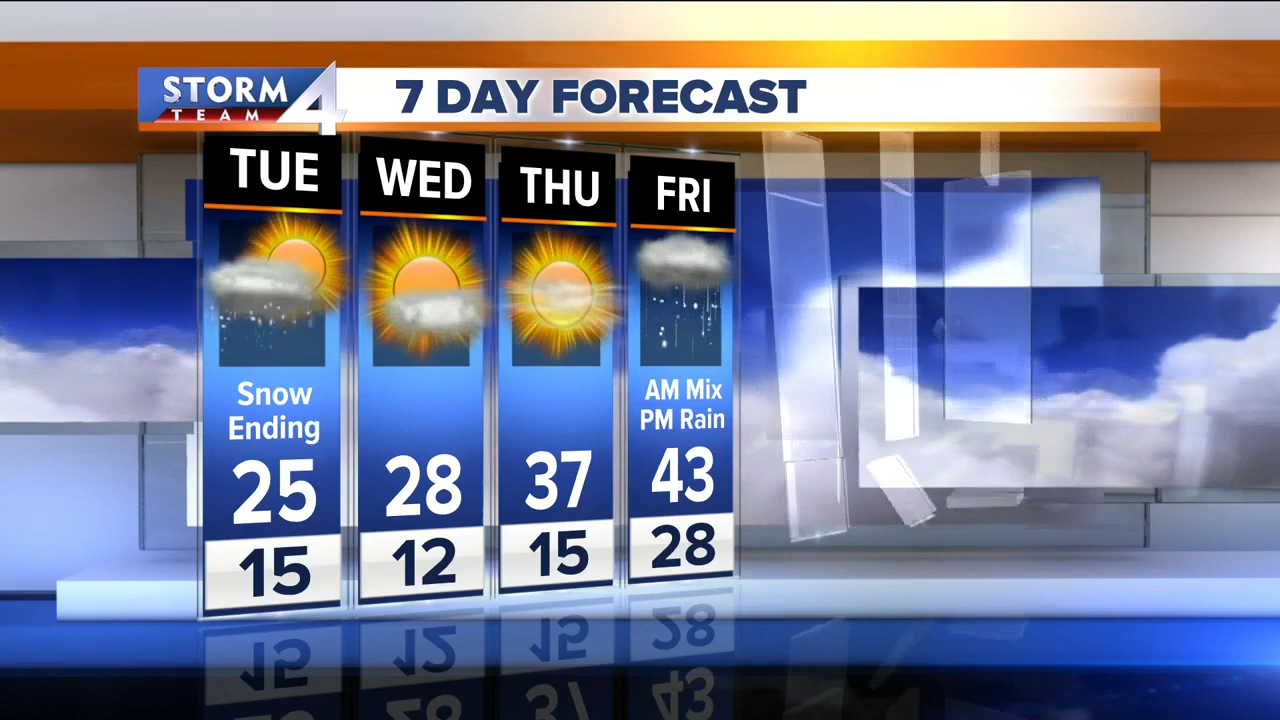 STORM
TEAM 4
7 DAY FORECAST
TUE
Snow
Ending
25
15
WED
28
12
THU
37
15
FRI
AM Mix
PM Rain
43
28